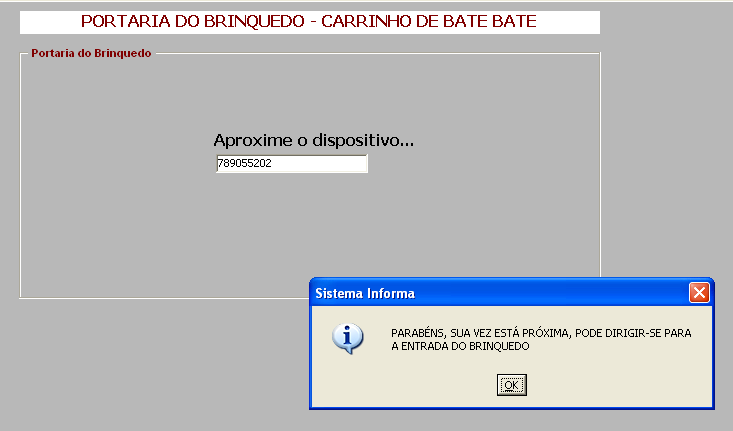 PORTARIA DO BRINQUEDO - CARRINHO DE BATE BATE
Portaria do Brinquedo
Aproxime o dispositivo...
789055202
Sistema Informa
PARABÉNS, SUA VEZ ESTÁ PRÓXIMA, PODE DIRIGIR-SE PARA
A ENTRADA DO BRINQUEDO
OK